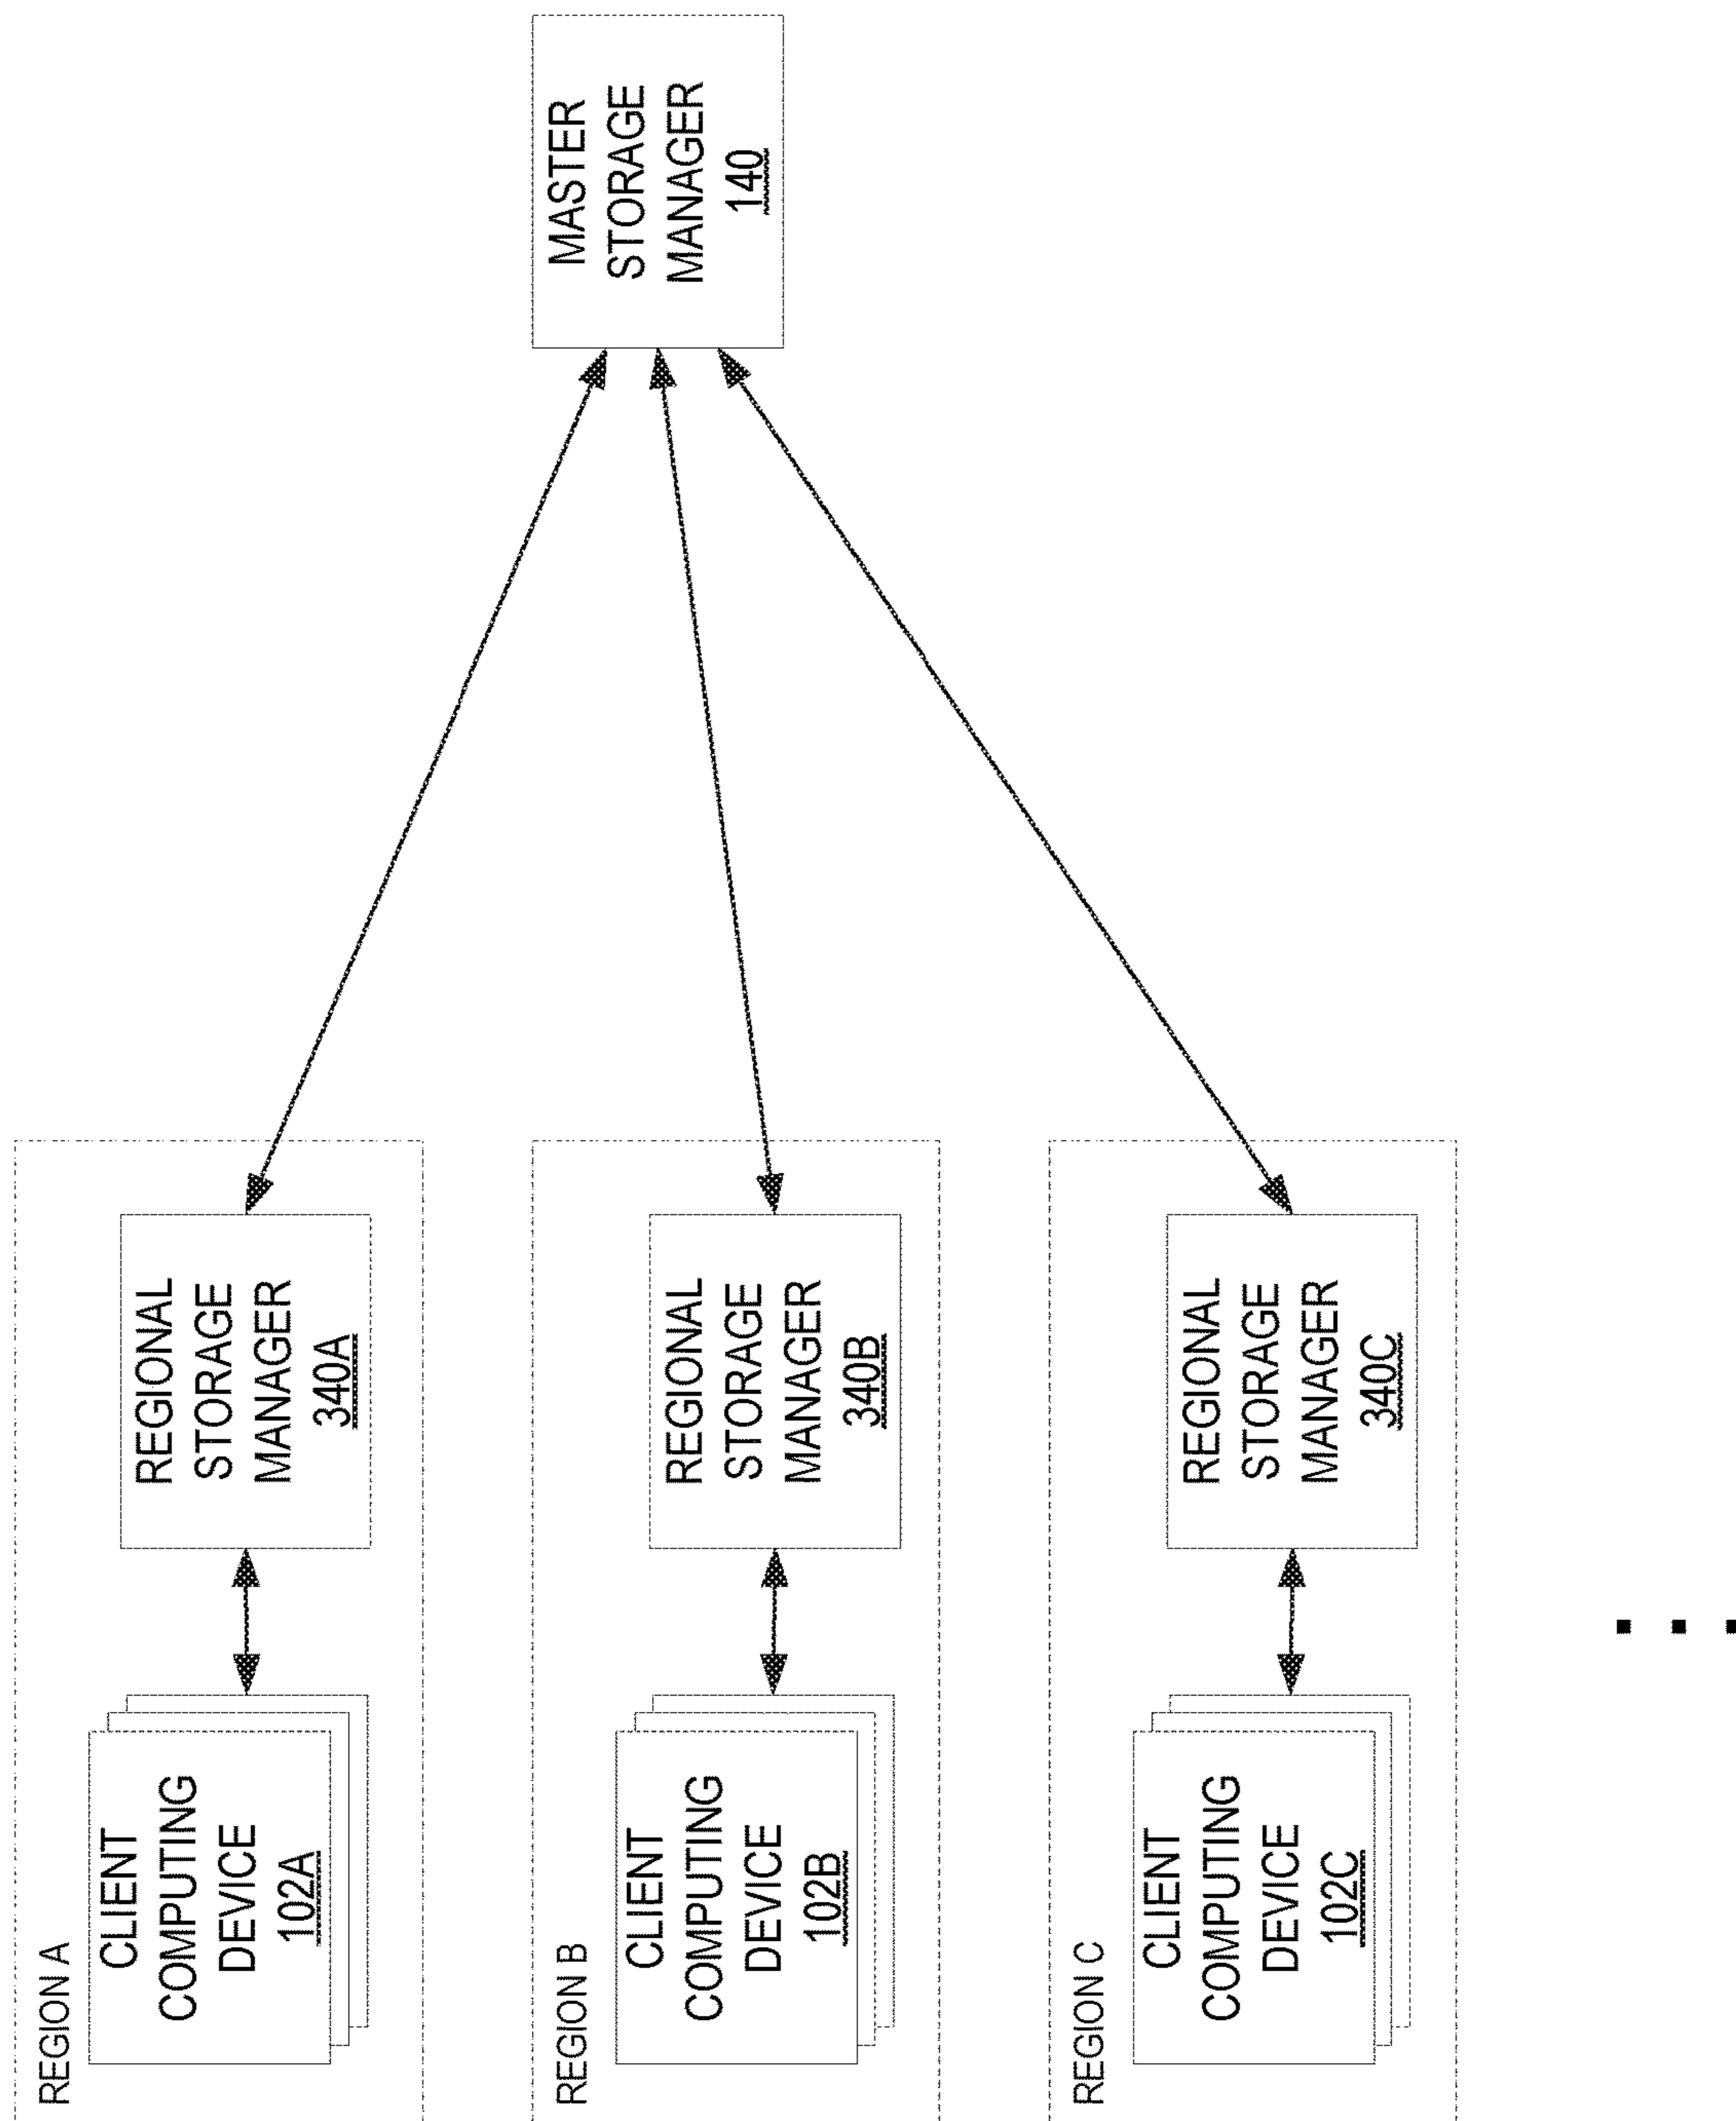 REGION A
CLIENT
COMPUTING
DEVICE
102A
REGIONAL
STORAGE
MANAGER
340A
REGION B
CLIENT
COMPUTING
DEVICE
102B
REGIONAL
STORAGE
MANAGER
340B
REGION C
CLIENT
COMPUTING
DEVICE
102C
REGIONAL
STORAGE
MANAGER
340C
MASTER
STORAGE
MANAGER
140